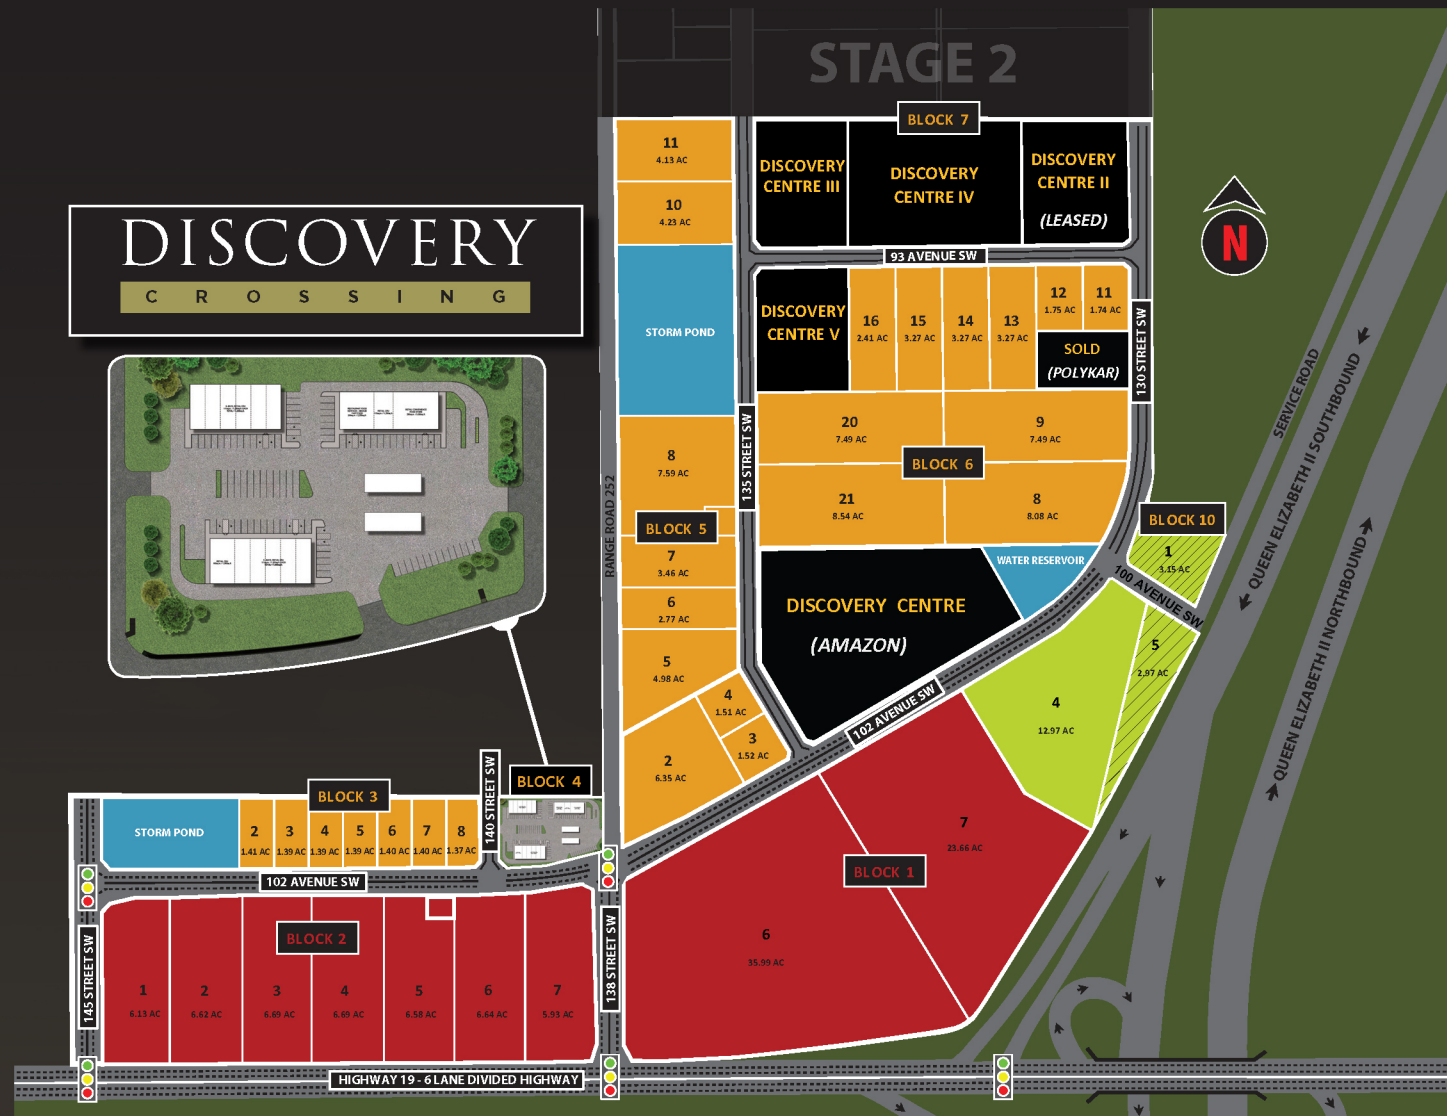 STAGE 2
BLOCK 7
11
4.13 AC
10
4.23 AC
DISCOVERY
CENTRE III
DISCOVERY
CENTRE IV
DISCOVERY
CENTRE II
(LEASED)
N
93 AVENUE SW
DISCOVERY
CROSSING
STORM POND
DISCOVERY
CENTRE V
16
2.41 AC
15
3.27 AC
14
3.27 AC
13
3.27 AC
12
1.75 AC
11
1.74 AC
SOLD
(POLYKAR)
130 STREET SW
SERVICE ROAD
QUEEN ELIZABETH II SOUTHBOUND
QUEEN ELIZABETH II NORTHBOUND
135 STREET SW
RANGE ROAD 252
20
7.49 AC
9
7.49 AC
BLOCK 6
21
8.54 AC
8
8.08 AC
8
7.59 AC
BLOCK 5
7
3.46 AC
6
2.77 AC
5
4.98 AC
4
1.51 AC
3
1.52 AC
2
6.35 AC
BLOCK 10
1
3.15 AC
100 AVENUE SW
WATER RESERVOIR
DISCOVERY CENTRE
(AMAZON)
5
2.97 AC
4
12.97 AC
102 AVENUE SW
BLOCK 3
STORM POND
2
1.41 AC
3
1.39 AC
4
1.39 AC
5
1.39 AC
6
1.40 AC
7
1.40 AC
8
1.37 AC
140 STREET SW
BLOCK 4
102 AVENUE SW
7
23.66 AC
BLOCK 1
6
35.99 AC
BLOCK 2
145 STREET SW
1
6.13 AC
2
6.62 AC
3
6.69 AC
4
6.69 AC
5
6.58 AC
6
6.64 AC
7
5.93 AC
138 STREET SW
HIGHWAY 19 - 6 LANE DIVIDED HIGHWAY